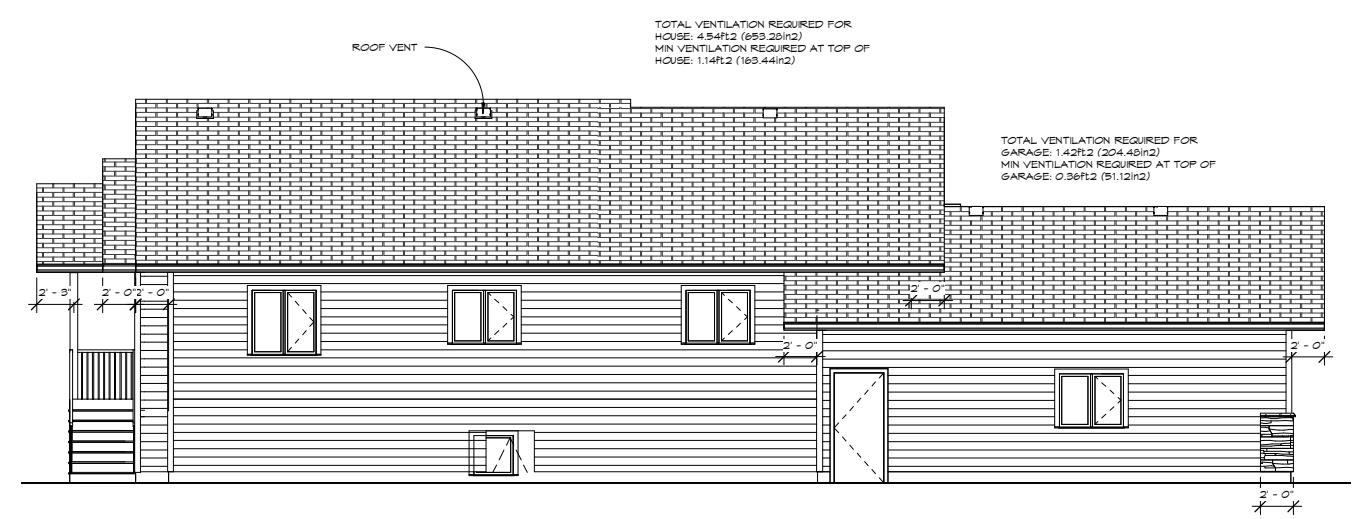 TOTAL VENTILATION REQUIRED FOR
HOUSE: 4.54ft2 (653.28in2)
MIN VENTILATION REQUIRED AT TOP OF
HOUSE: 1.14ft2 (163.44in2)
ROOF VENT
TOTAL VENTILATION REQUIRED FOR
GARAGE: 1.42ft2 (204.48in2)
MIN VENTILATION REQUIRED AT TOP OF
GARAGE: 0.36ft2 (51.12in2)
2' - 3"
2' - 0"
2' - 0"
2' - 0"
2' - 0"
2' - 0"
2' - 0"